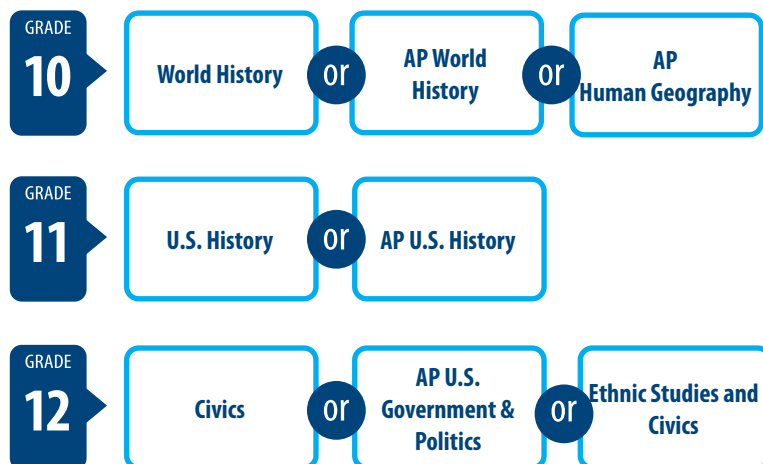 GRADE
10
World History
or
AP World
History
or
AP
Human Geography
GRADE
11
U.S. History
or
AP U.S. History
GRADE
12
Civics
or
AP U.S.
Government &
Politics
or
Ethnic Studies and
Civics